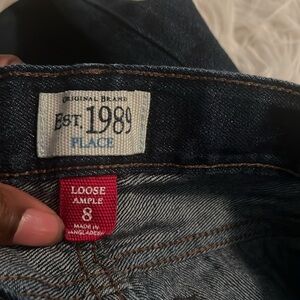 ORIGINAL BRAND
EST. 1989
PLACE
LOOSE
AMPLE
8
MADE IN
BANGLADESH